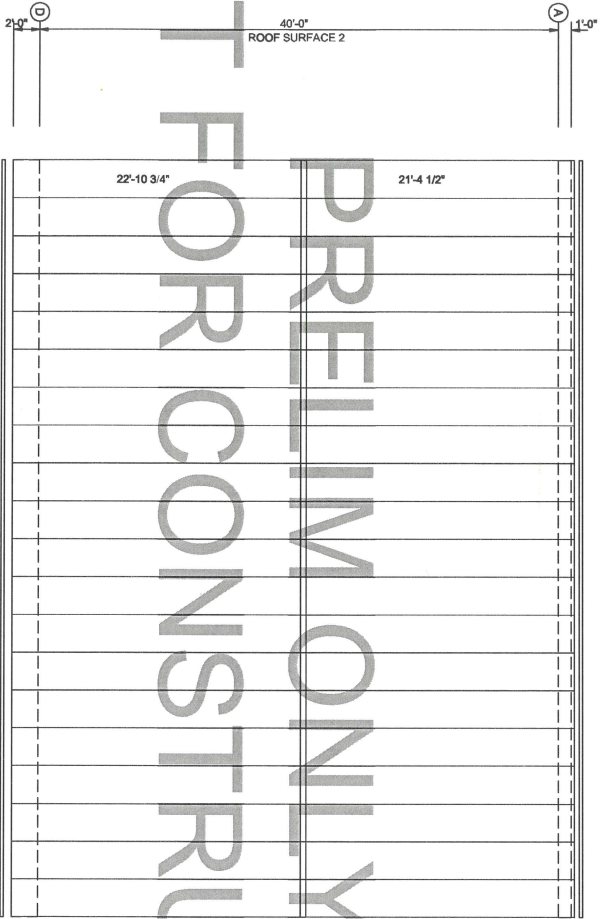 D
A
2'-0"
40'-0"
1'-0"
ROOF SURFACE 2
22'-10 3/4"
21'-4 1/2"
PRELIM ONLY
T FOR CONSTRU